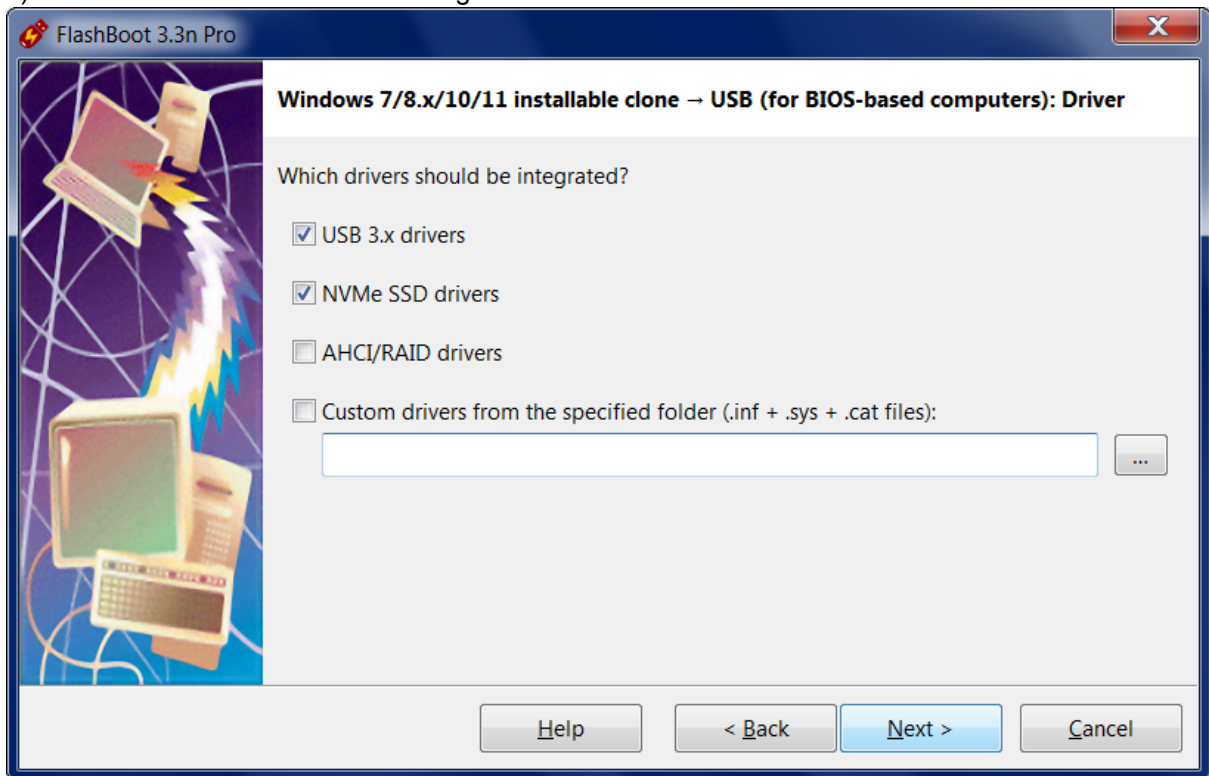 FlashBoot 3.3n Pro
X
Windows 7/8.x/10/11 installable clone → USB (for BIOS-based computers): Driver
Which drivers should be integrated?
USB 3.x drivers
NVMe SSD drivers
AHCI/RAID drivers
Custom drivers from the specified folder (.inf + .sys + .cat files):
...
Help < Back Next > Cancel